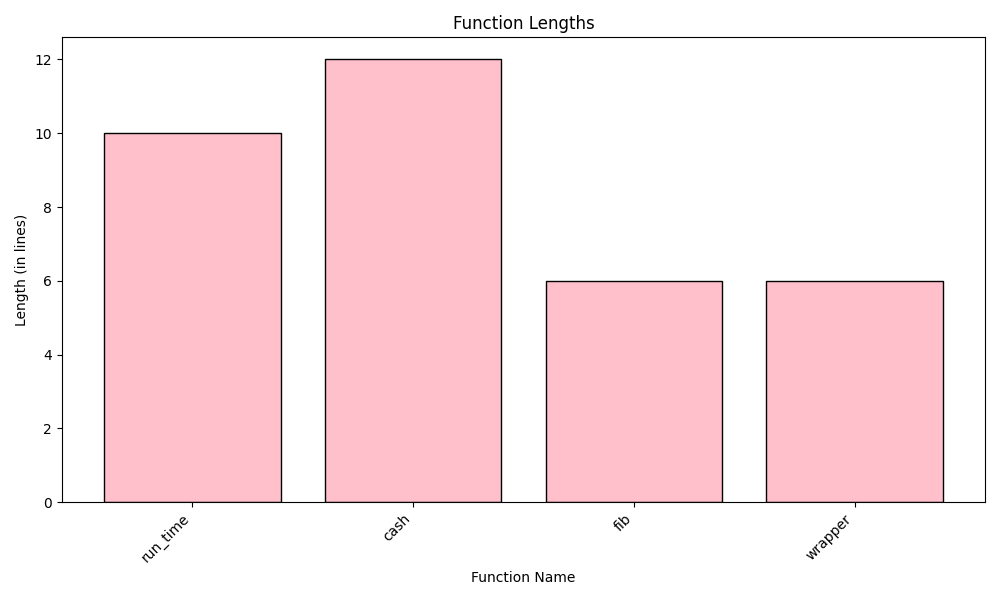 Function Lengths
Length (in lines)
12
10
8
6
4
2
0
run_time
cash
fib
wrapper
Function Name